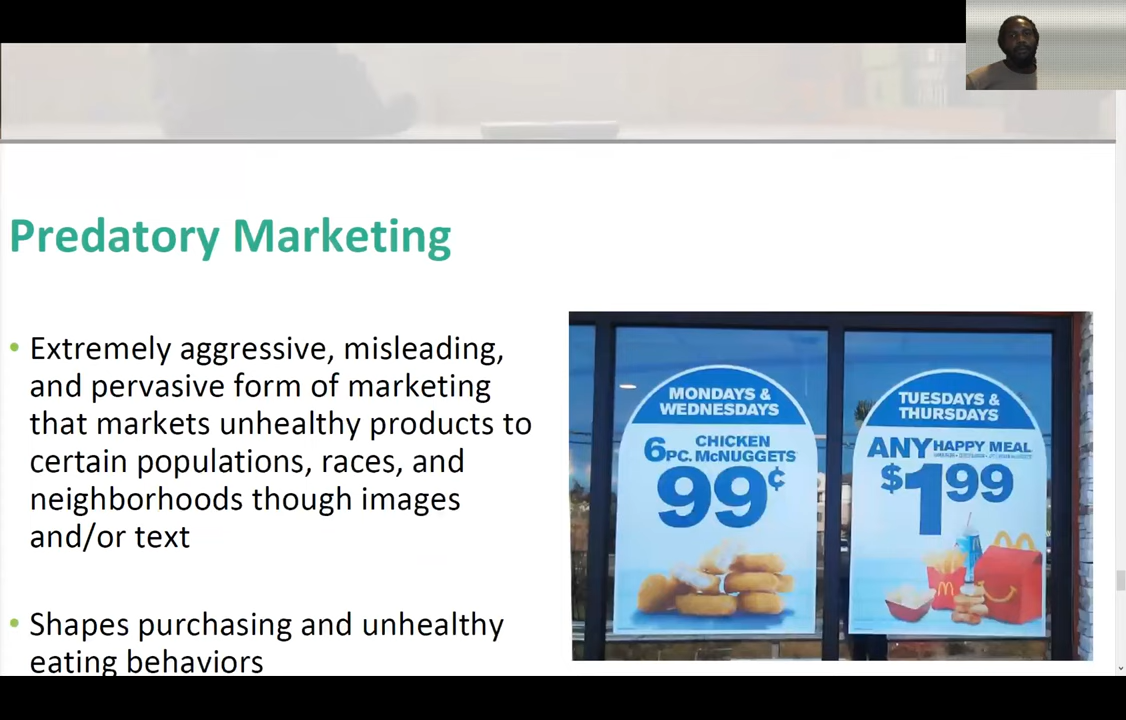 Predatory Marketing
• Extremely aggressive, misleading,
and pervasive form of marketing
that markets unhealthy products to
certain populations, races, and
neighborhoods though images
and/or text
• Shapes purchasing and unhealthy
eating behaviors
MONDAYS &
WEDNESDAYS
6PC. CHICKEN
McNUGGETS
99¢
TUESDAYS &
THURSDAYS
ANY HAPPY MEAL
$199